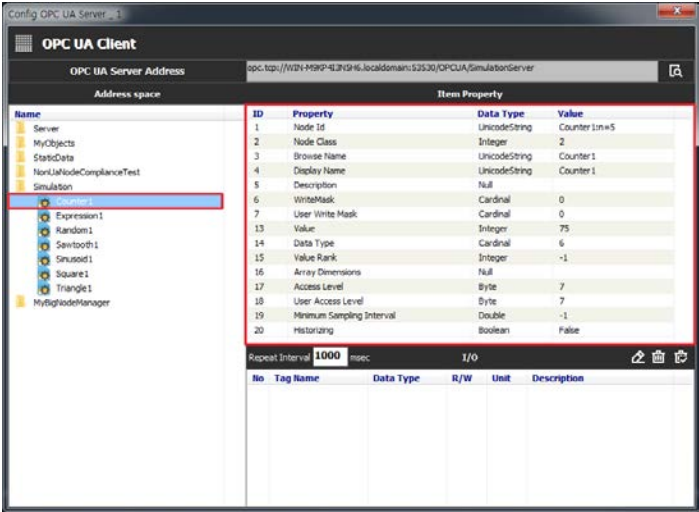 Config OPC UA Server _ 1
OPC UA Client
OPC UA Server Address
opc.tcp://WIN-M9KP4I3NSH6.localdomain:53530/OPCUA/SimulationServer
Address space
Item Property
Name
Server
MyObjects
StaticData
NonUaNodeComplianceTest
Simulation
Counter1
Expression1
Random1
Sawtooth1
Sinusoid1
Square1
Triangle1
MyBigNodeManager
ID Property Data Type Value
1 Node Id UnicodeString Counter1:n=5
2 Node Class Integer 2
3 Browse Name UnicodeString Counter1
4 Display Name UnicodeString Counter1
5 Description Null
6 WriteMask Cardinal 0
7 User Write Mask Cardinal 0
13 Value Integer 75
14 Data Type Cardinal 6
15 Value Rank Integer -1
16 Array Dimensions Null
17 Access Level Byte 7
18 User Access Level Byte 7
19 Minimum Sampling Interval Double -1
20 Historizing Boolean False
Repeat Interval 1000 msec I/O
No Tag Name Data Type R/W Unit Description